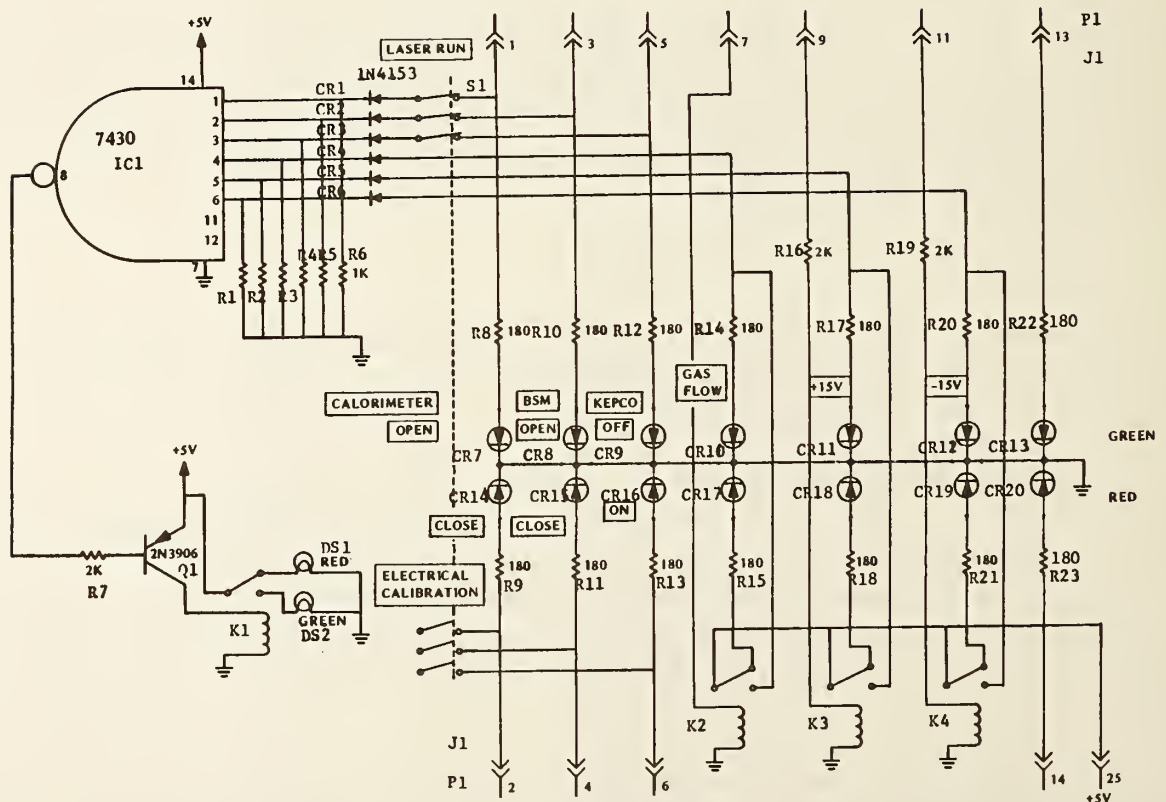 +5V
1 3 5 7 9 11 13 P1
J1
LASER RUN
14
1N4153
S1
CR1
CR2
CR3
CR4
CR5
CR6
7430
IC1
8
1
2
3
4
5
6
11
12
7
R1 R2 R3 R4 R5 R6
1K
R16 2K
R19 2K
R8 180 R10 180 R12 180 R14 180 R17 180 R20 180 R22 180
GAS
FLOW
+15V
-15V
CALORIMETER
OPEN
BSM
OPEN
KEPCO
OFF
CR7 CR8 CR9 CR10 CR11 CR12 CR13
GREEN
CR14 CR15 CR16 CR17 CR18 CR19 CR20
RED
CLOSE
CLOSE
ON
+5V
2N3906
Q1
2K
R7
DS1
RED
GREEN
DS2
K1
ELECTRICAL
CALIBRATION
180 R9
180 R11
180 R13
180 R15
180 R18
180 R21
180 R23
K2 K3 K4
J1
P1
2 4 6 14 25
+5V